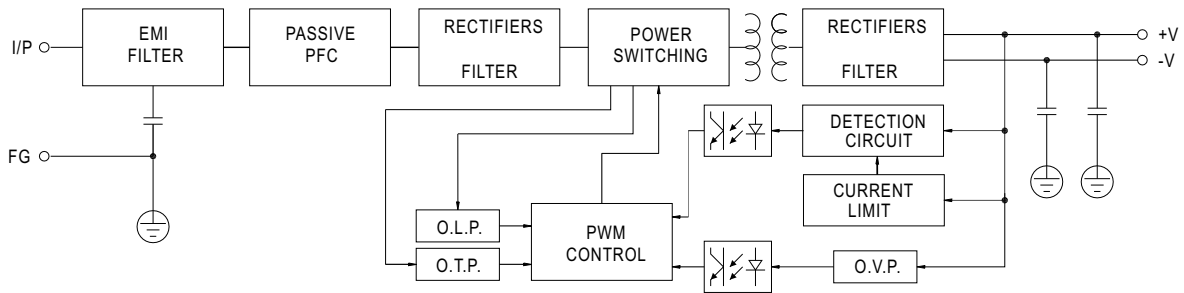 I/P
EMI
FILTER
PASSIVE
PFC
RECTIFIERS
FILTER
POWER
SWITCHING
RECTIFIERS
FILTER
+V
-V
FG
DETECTION
CIRCUIT
CURRENT
LIMIT
O.L.P.
O.T.P.
PWM
CONTROL
O.V.P.